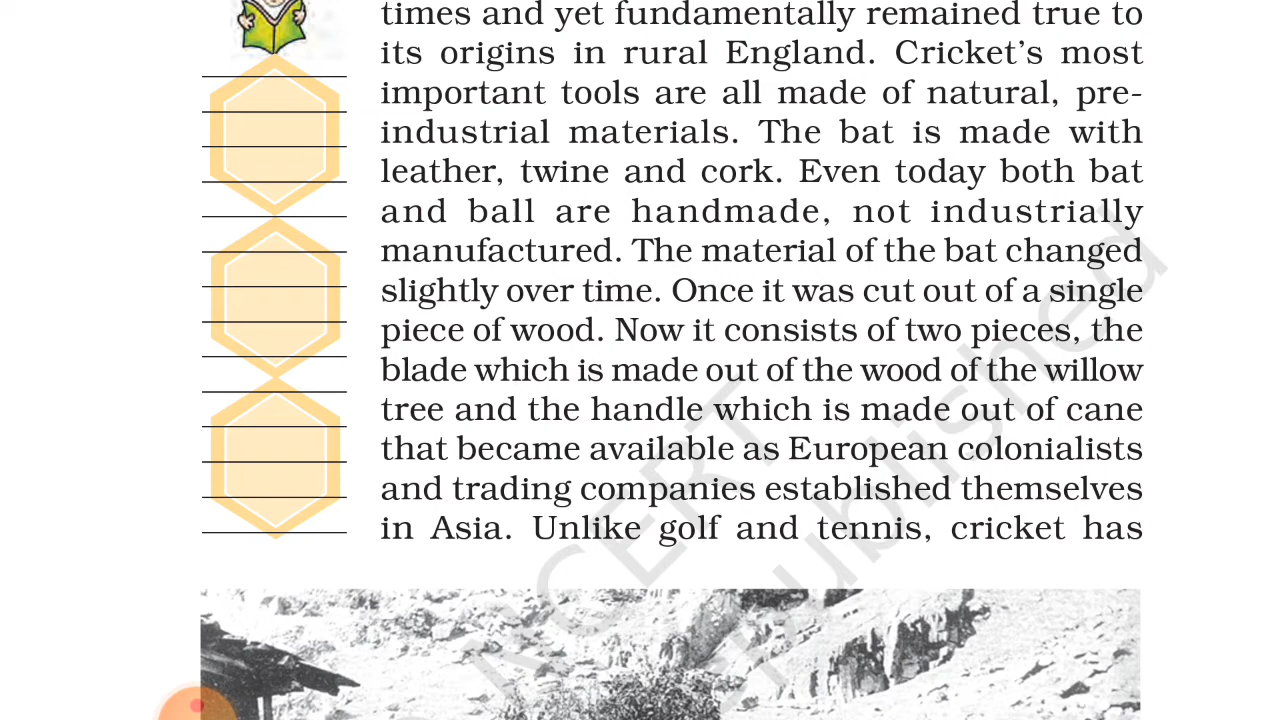 times and yet fundamentally remained true to
its origins in rural England. Cricket's most
important tools are all made of natural, pre-
industrial materials. The bat is made with
leather, twine and cork. Even today both bat
and ball are handmade, not industrially
manufactured. The material of the bat changed
slightly over time. Once it was cut out of a single
piece of wood. Now it consists of two pieces, the
blade which is made out of the wood of the willow
tree and the handle which is made out of cane
that became available as European colonialists
and trading companies established themselves
in Asia. Unlike golf and tennis, cricket has
NCERT
republished